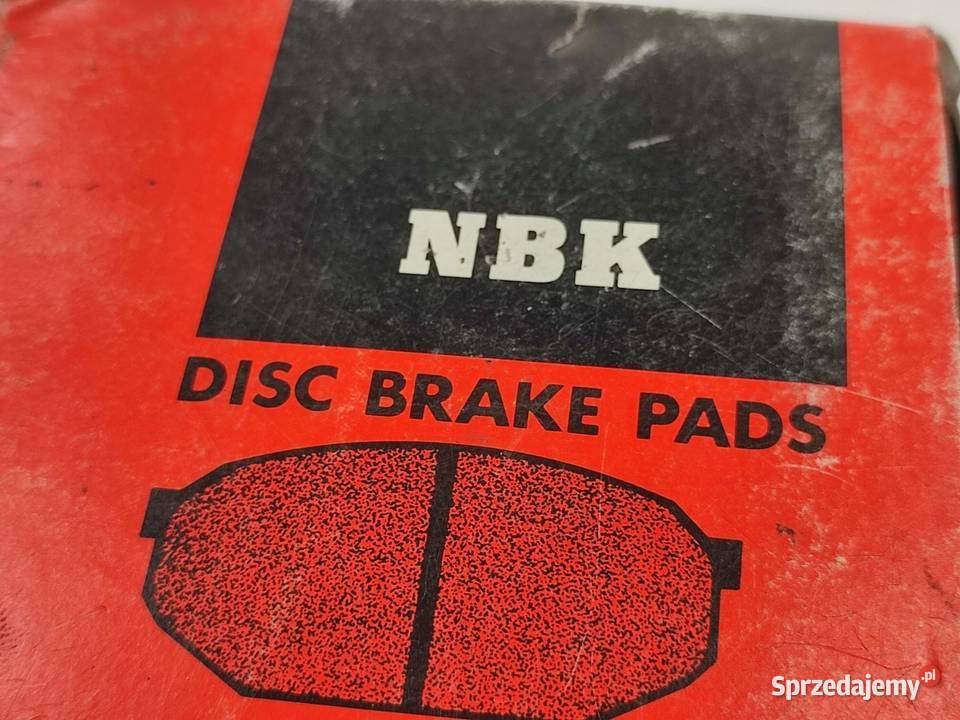 NBK
DISC BRAKE PADS
Sprzedajemy.pl